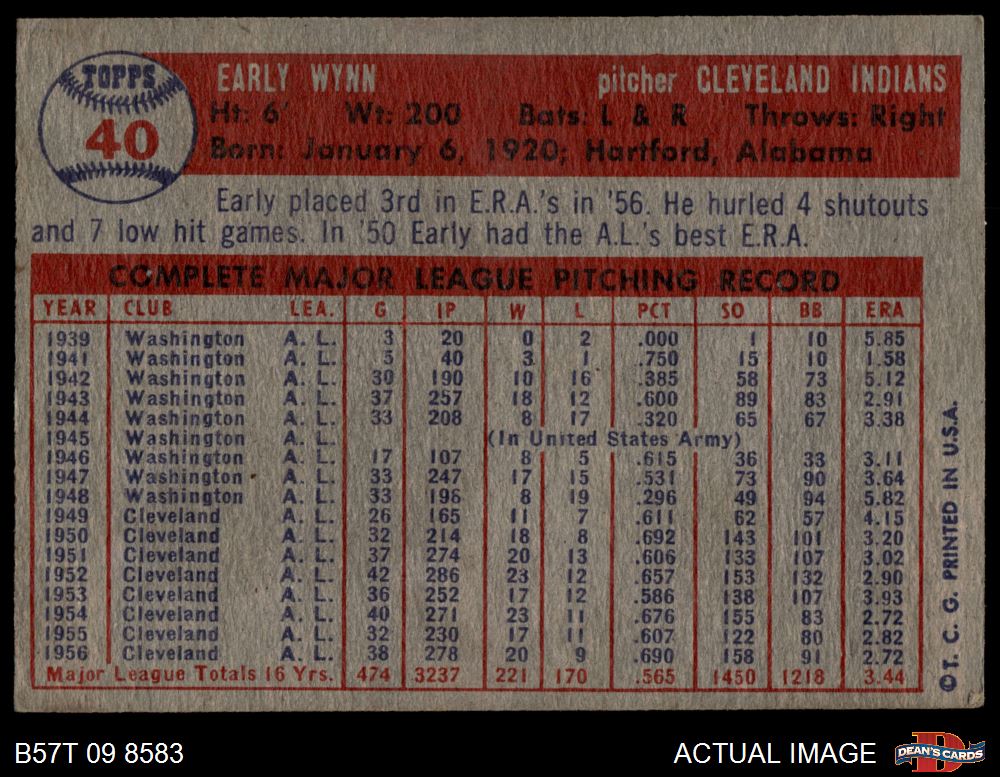 TOPPS
40
EARLY WYNN pitcher CLEVELAND INDIANS
Ht: 6' Wt: 200 Bats: L & R Throws: Right
Born: January 6, 1920; Hartford, Alabama
Early placed 3rd in E.R.A.'s in '56. He hurled 4 shutouts
and 7 low hit games. In '50 Early had the A.L.'s best E.R.A.
COMPLETE MAJOR LEAGUE PITCHING RECORD
YEAR CLUB LEA. G IP W L PCT SO BB ERA
1939 Washington A. L. 3 20 0 2 .000 1 10 5.85
1941 Washington A. L. 5 40 3 1 .750 15 10 1.58
1942 Washington A. L. 30 190 10 16 .385 58 73 5.12
1943 Washington A. L. 37 257 18 12 .600 89 83 2.91
1944 Washington A. L. 33 208 8 17 .320 65 67 3.38
1945 Washington A. L. (In United States Army)
1946 Washington A. L. 17 107 8 5 .615 36 33 3.11
1947 Washington A. L. 33 247 17 15 .531 73 90 3.64
1948 Washington A. L. 33 198 8 19 .296 49 94 5.82
1949 Cleveland A. L. 26 165 11 7 .611 62 57 4.15
1950 Cleveland A. L. 32 214 18 8 .692 143 101 3.20
1951 Cleveland A. L. 37 274 20 13 .606 133 107 3.02
1952 Cleveland A. L. 42 286 23 12 .657 153 132 2.90
1953 Cleveland A. L. 36 252 17 12 .586 138 107 3.93
1954 Cleveland A. L. 40 271 23 11 .676 155 83 2.72
1955 Cleveland A. L. 32 230 17 11 .607 122 80 2.82
1956 Cleveland A. L. 38 278 20 9 .690 158 91 2.72
Major League Totals 16 Yrs. 474 3237 221 170 .565 1450 1218 3.44
©T. C. G. PRINTED IN U.S.A.
B57T 09 8583 ACTUAL IMAGE
D
DEAN'S CARDS